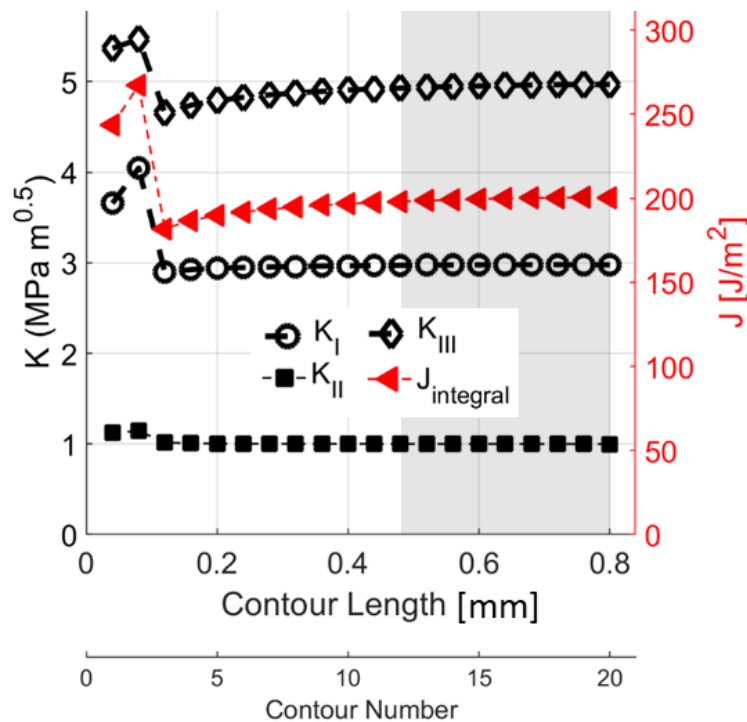 K (MPa m^0.5)
5
4
3
2
1
0
300
250
200
150
100
50
0
J [J/m^2]
K_I
K_III
K_II
J_integral
0 0.2 0.4 0.6 0.8
Contour Length [mm]
0 5 10 15 20
Contour Number